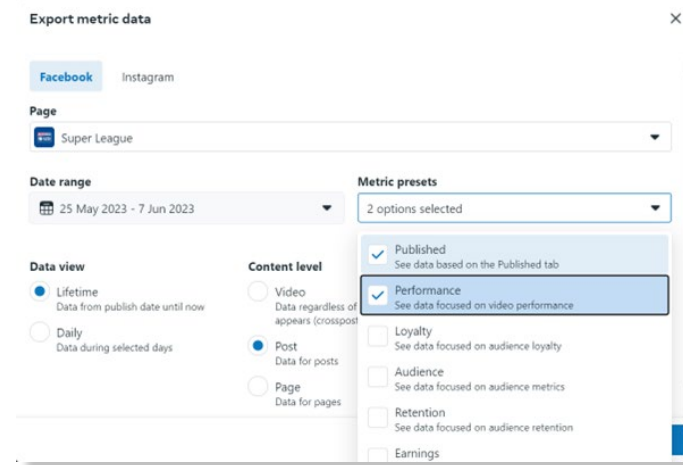 Export metric data
Facebook
Instagram
Page
Super League
Date range
Metric presets
25 May 2023 - 7 Jun 2023
2 options selected
Published
See data based on the Published tab
Performance
See data focused on video performance
Loyalty
See data focused on audience loyalty
Audience
See data focused on audience metrics
Retention
See data focused on audience retention
Earnings
Data view
Lifetime
Data from publish date until now
Daily
Data during selected days
Content level
Video
Data regardless of
appears (crosspost
Post
Data for posts
Page
Data for pages